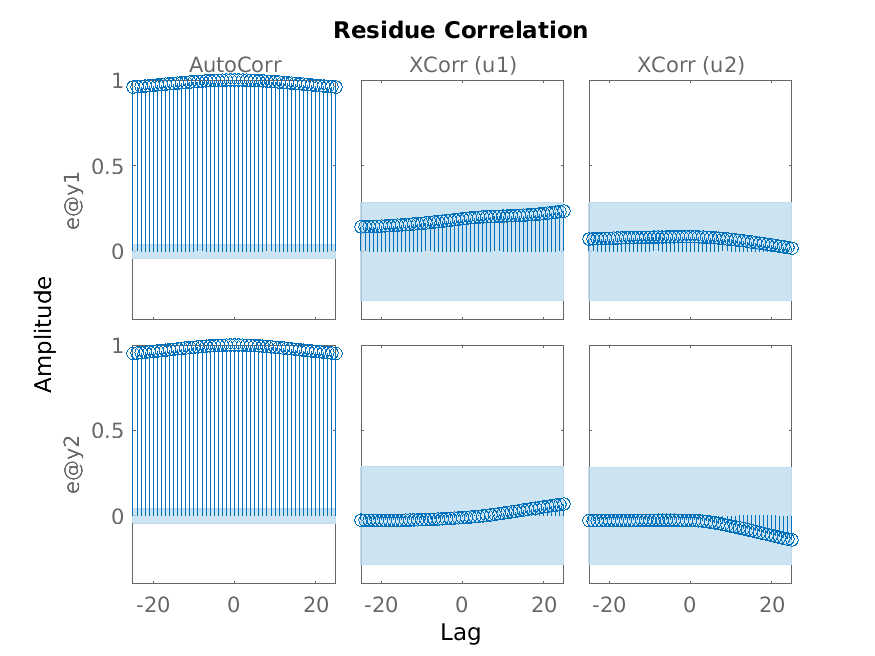 Residue Correlation
AutoCorr
XCorr (u1)
XCorr (u2)
1
0.5
0
e@y1
1
0.5
0
e@y2
Amplitude
-20 0 20
-20 0 20
-20 0 20
Lag